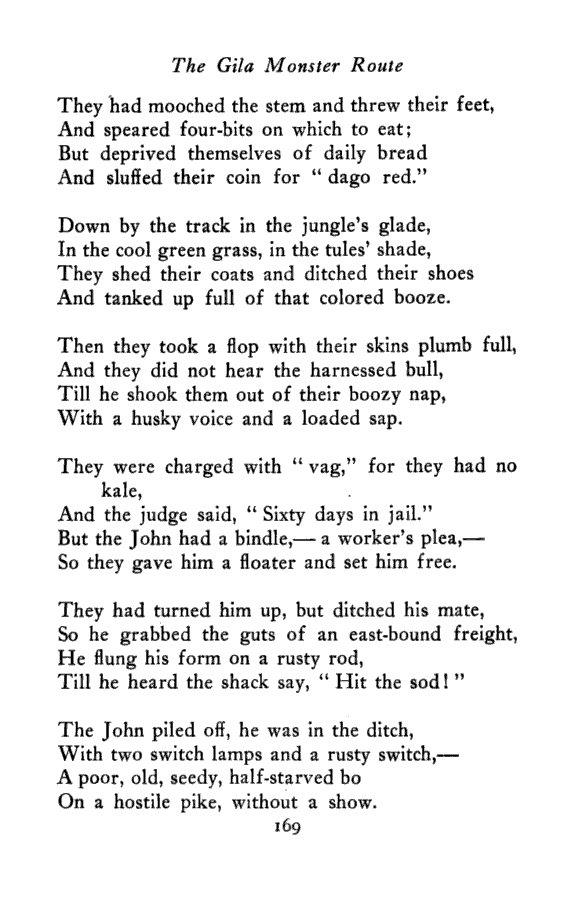 The Gila Monster Route
They had mooched the stem and threw their feet,
And speared four-bits on which to eat;
But deprived themselves of daily bread
And sluffed their coin for “ dago red.”
Down by the track in the jungle’s glade,
In the cool green grass, in the tules’ shade,
They shed their coats and ditched their shoes
And tanked up full of that colored booze.
Then they took a flop with their skins plumb full,
And they did not hear the harnessed bull,
Till he shook them out of their boozy nap,
With a husky voice and a loaded sap.
They were charged with “ vag,” for they had no
kale,
And the judge said, “ Sixty days in jail.”
But the John had a bindle,— a worker’s plea,—
So they gave him a floater and set him free.
They had turned him up, but ditched his mate,
So he grabbed the guts of an east-bound freight,
He flung his form on a rusty rod,
Till he heard the shack say, “ Hit the sod! ”
The John piled off, he was in the ditch,
With two switch lamps and a rusty switch,—
A poor, old, seedy, half-starved bo
On a hostile pike, without a show.
169